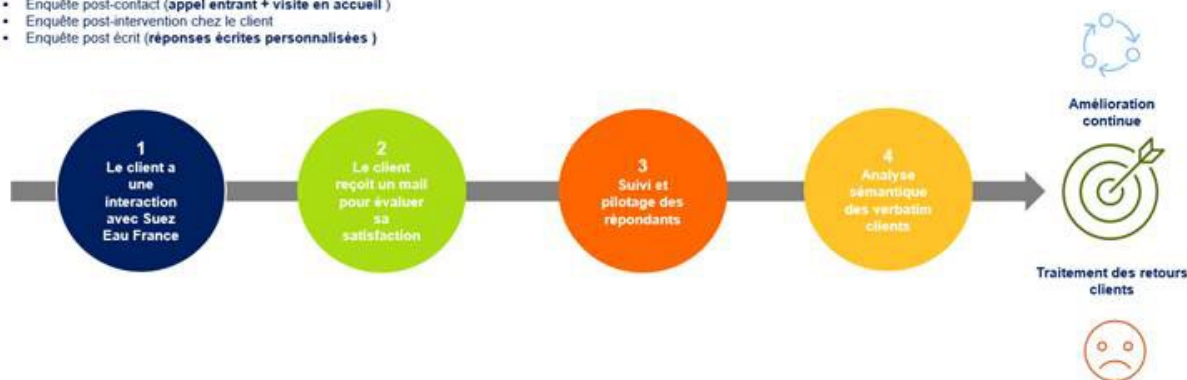 Enquête post-contact (appel entrant + visite en accueil )
Enquête post-intervention chez le client
Enquête post écrit (réponses écrites personnalisées )
1
Le client a
une
interaction
avec Suez
Eau France
2
Le client
reçoit un mail
pour évaluer
sa
satisfaction
3
Suivi et
pilotage des
répondants
4
Analyse
sémantique
des verbatim
clients
Amélioration
continue
Traitement des retours
clients